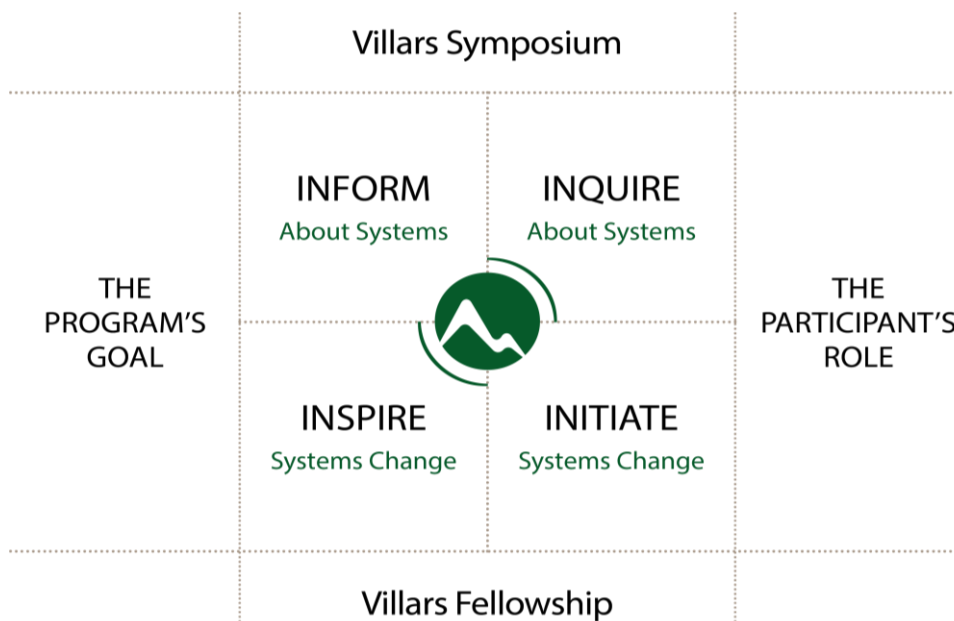 Villars Symposium
INFORM
About Systems
INQUIRE
About Systems
THE
PROGRAM'S
GOAL
THE
PARTICIPANT'S
ROLE
INSPIRE
Systems Change
INITIATE
Systems Change
Villars Fellowship